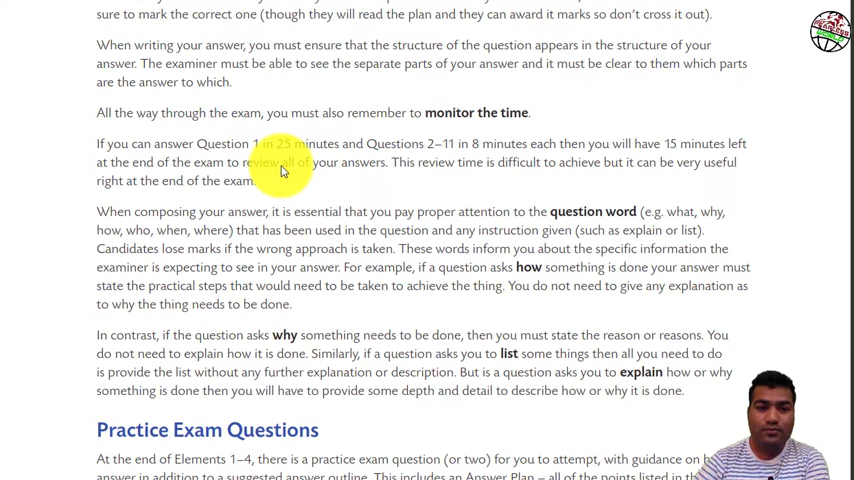 sure to mark the correct one (though they will read the plan and they can award it marks so don't cross it out).
When writing your answer, you must ensure that the structure of the question appears in the structure of your
answer. The examiner must be able to see the separate parts of your answer and it must be clear to them which parts
are the answer to which.
All the way through the exam, you must also remember to monitor the time.
If you can answer Question 1 in 25 minutes and Questions 2–11 in 8 minutes each then you will have 15 minutes left
at the end of the exam to review all of your answers. This review time is difficult to achieve but it can be very useful
right at the end of the exam.
When composing your answer, it is essential that you pay proper attention to the question word (e.g. what, why,
how, who, when, where) that has been used in the question and any instruction given (such as explain or list).
Candidates lose marks if the wrong approach is taken. These words inform you about the specific information the
examiner is expecting to see in your answer. For example, if a question asks how something is done your answer must
state the practical steps that would need to be taken to achieve the thing. You do not need to give any explanation as
to why the thing needs to be done.
In contrast, if the question asks why something needs to be done, then you must state the reason or reasons. You
do not need to explain how it is done. Similarly, if a question asks you to list some things then all you need to do
is provide the list without any further explanation or description. But is a question asks you to explain how or why
something is done then you will have to provide some depth and detail to describe how or why it is done.
Practice Exam Questions
At the end of Elements 1–4, there is a practice exam question (or two) for you to attempt, with guidance on
answer in addition to a suggested answer outline. This includes an Answer Plan – all of the points listed in
WORLD